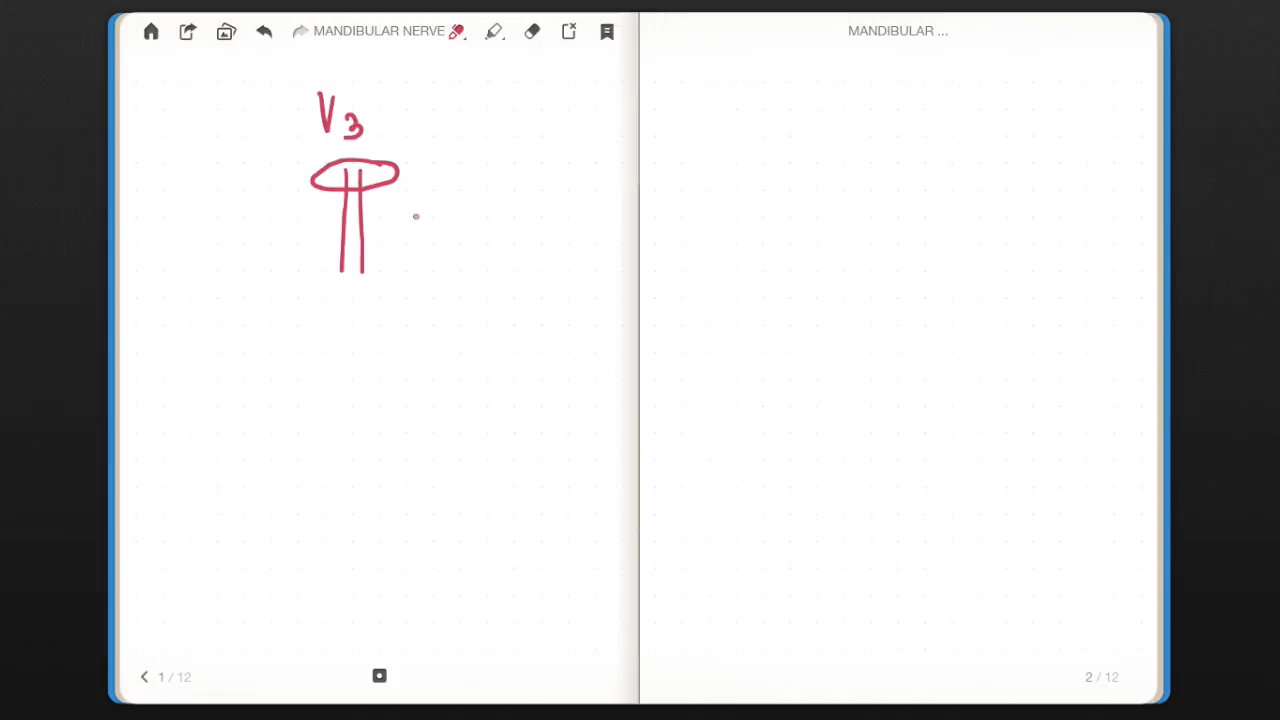 MANDIBULAR NERVE
MANDIBULAR ...
V3
1 / 12
2 / 12